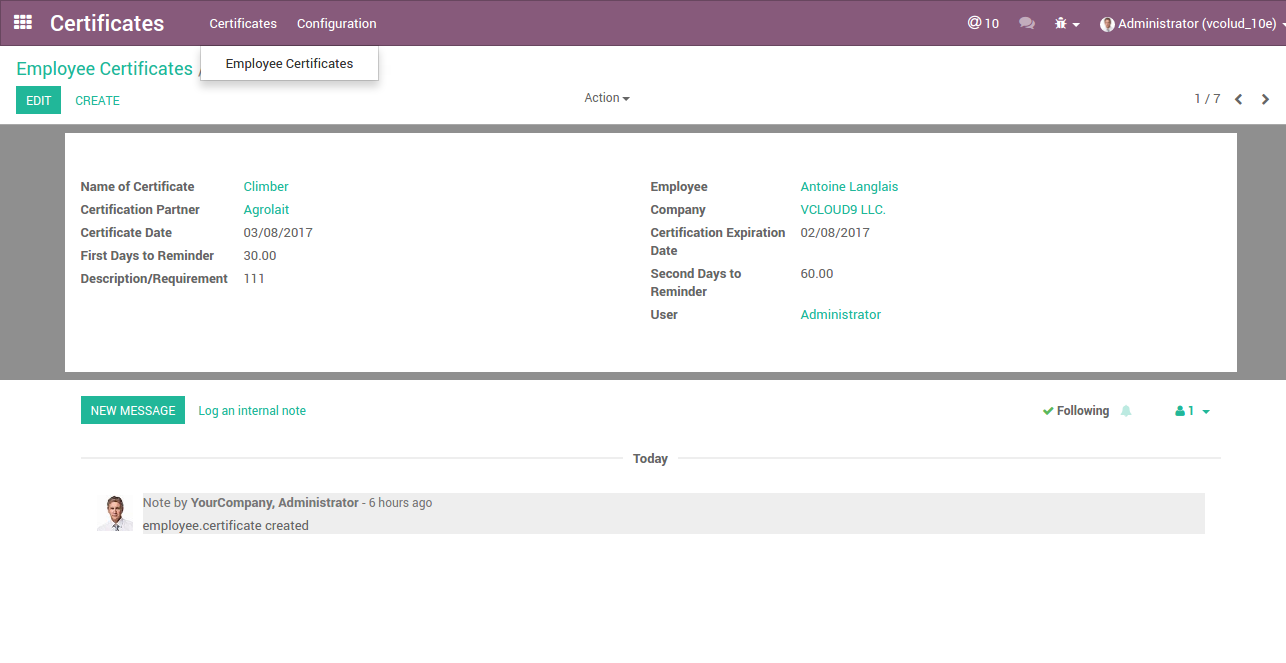 Certificates Certificates Configuration @ 10 Administrator (vcolud_10e)
Employee Certificates / Employee Certificates
EDIT CREATE Action 1 / 7
Name of Certificate Climber
Certification Partner Agrolait
Certificate Date 03/08/2017
First Days to Reminder 30.00
Description/Requirement 111
Employee Antoine Langlais
Company VCLOUD9 LLC.
Certification Expiration 02/08/2017
Date
Second Days to 60.00
Reminder
User Administrator
NEW MESSAGE Log an internal note Following 1
Today
Note by YourCompany, Administrator - 6 hours ago
employee.certificate created